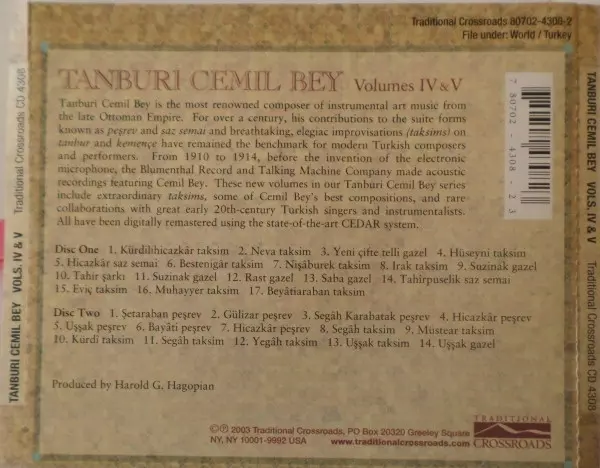 Traditional Crossroads 80702-4308-2
File under: World / Turkey
TANBURİ CEMİL BEY Volumes IV & V
Tanburi Cemil Bey is the most renowned composer of instrumental art music from
the late Ottoman Empire. For over a century, his contributions to the suite forms
known as peşrev and saz semai and breathtaking, elegiac improvisations (taksims) on
tanbur and kemençe have remained the benchmark for modern Turkish composers
and performers. From 1910 to 1914, before the invention of the electronic
microphone, the Blumenthal Record and Talking Machine Company made acoustic
recordings featuring Cemil Bey. These new volumes in our Tanburi Cemil Bey series
include extraordinary taksims, some of Cemil Bey's best compositions, and rare
collaborations with great early 20th-century Turkish singers and instrumentalists.
All have been digitally remastered using the state-of-the-art CEDAR system.
7 80702 4308 - 2 3
Disc One 1. Kürdilihicazkâr taksim 2. Neva taksim 3. Yeni çifte telli gazel 4. Hüseyni taksim
5. Hicazkâr saz semai 6. Bestenigâr taksim 7. Nişâburek taksim 8. Irak taksim 9. Suzinâk gazel
10. Tahir şarkı 11. Suzinak gazel 12. Rast gazel 13. Saba gazel 14. Tahirpuselik saz semai
15. Eviç taksim 16. Muhayyer taksim 17. Beyâtiaraban taksim
Disc Two 1. Şetaraban peşrev 2. Gülizar peşrev 3. Segâh Karabatak peşrev 4. Hicazkâr peşrev
5. Uşşak peşrev 6. Bayâti peşrev 7. Hicazkâr peşrev 8. Segâh taksim 9. Müstear taksim
10. Kürdi taksim 11. Segâh taksim 12. Yegâh taksim 13. Uşşak taksim 14. Uşşak gazel
Produced by Harold G. Hagopian
©℗ 2003 Traditional Crossroads, PO Box 20320 Greeley Square
NY, NY 10001-9992 USA www.traditionalcrossroads.com
TRADITIONAL
CROSSROADS
TANBURİ CEMİL BEY VOLS. IV & V Traditional Crossroads CD 4308
TANBURİ CEMİL BEY VOLS. IV & V Traditional Crossroads CD 4308